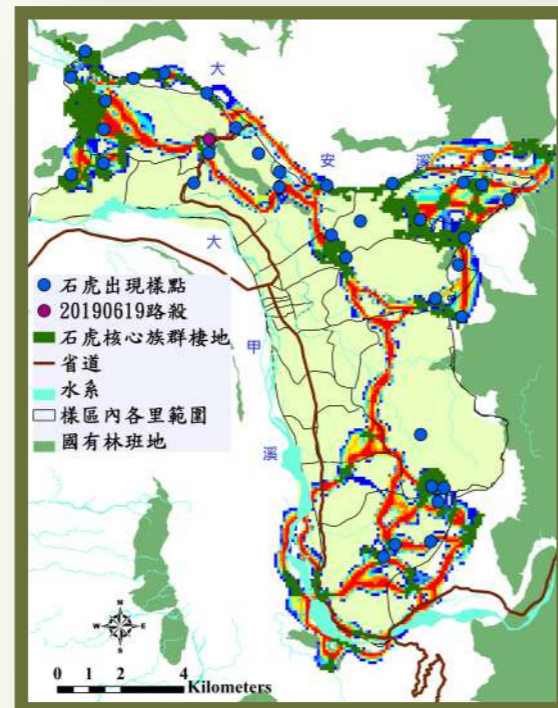 大
安
溪
大
甲
溪
石虎出現樣點
20190619路殺
石虎核心族群棲地
省道
水系
樣區內各里範圍
國有林班地
N
W E
S
0 1 2 4
Kilometers